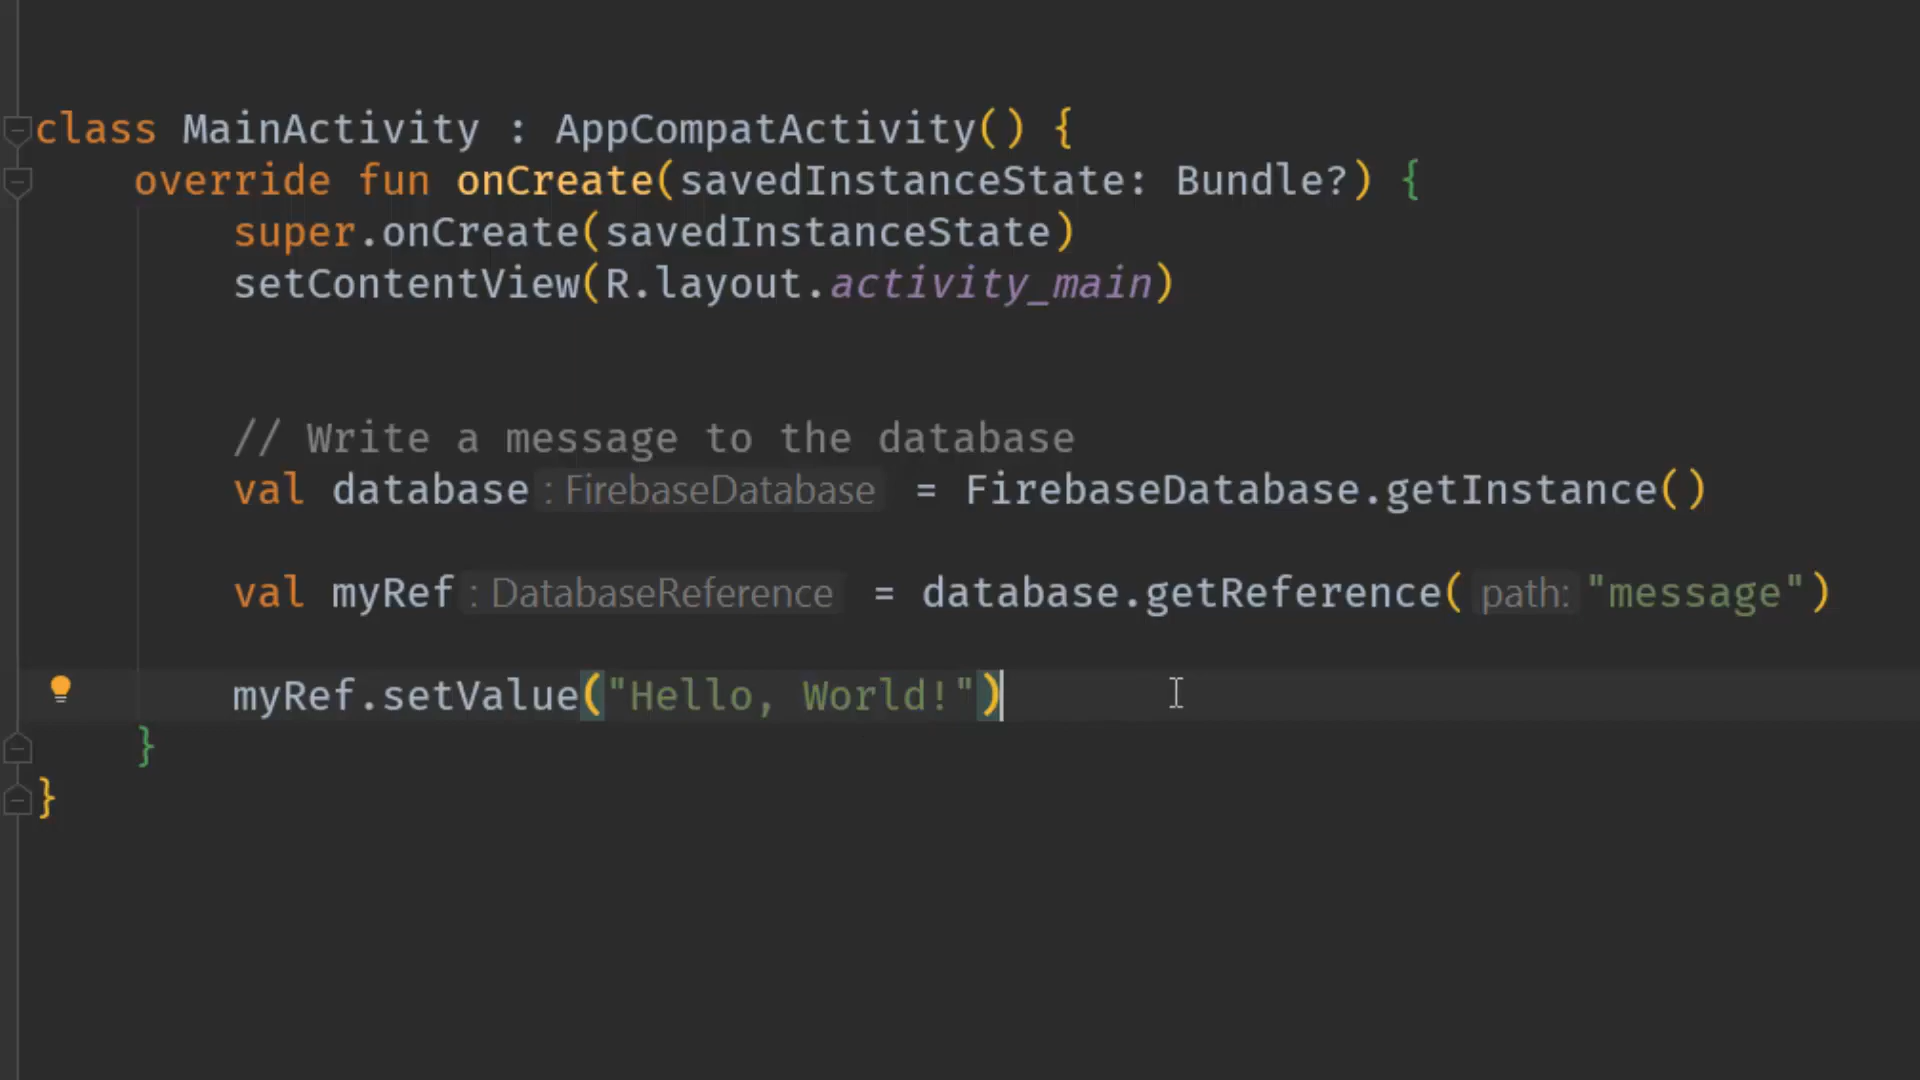 class MainActivity : AppCompatActivity() {
override fun onCreate(savedInstanceState: Bundle?) {
super.onCreate(savedInstanceState)
setContentView(R.layout.activity_main)
// Write a message to the database
val database : FirebaseDatabase = FirebaseDatabase.getInstance()
val myRef : DatabaseReference = database.getReference( path: "message")
myRef.setValue("Hello, World!")
}
}